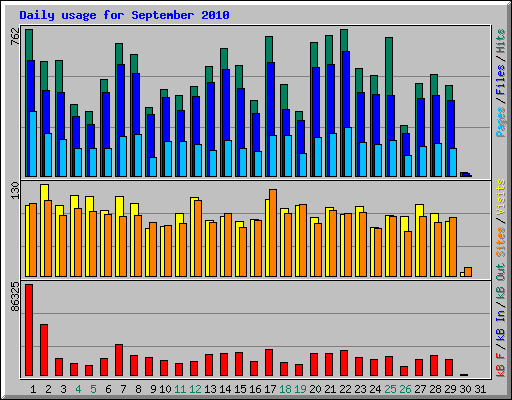 Daily usage for September 2010
762
130
86325
Pages / Files / Hits
Sites / Visits
kB F / kB In / kB Out
1 2 3 4 5 6 7 8 9 10 11 12 13 14 15 16 17 18 19 20 21 22 23 24 25 26 27 28 29 30 31